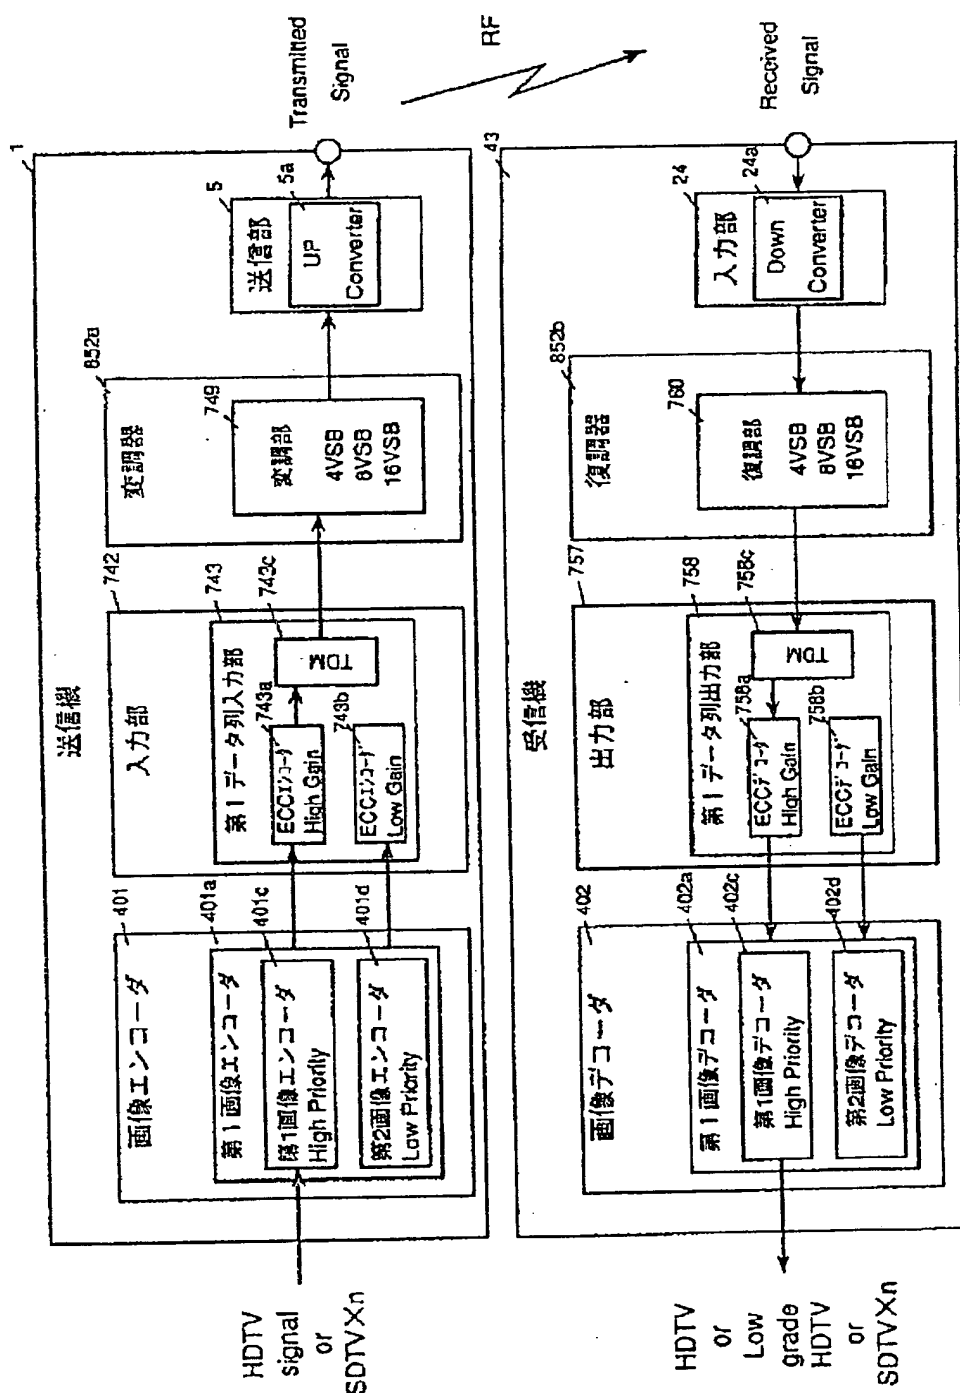 送信機
1
HDTV
signal
or
SDTVXn
画像エンコーダ
401
第1画像エンコーダ
401a
第1画像エンコーダ
High Priority
401c
第2画像エンコーダ
Low Priority
401d
入力部
742
第1データ列入力部
743
ECCエンコーダ
High Gain
743a
ECCエンコーダ
Low Gain
743b
TDM
743c
変調器
852a
変調部
4VSB
8VSB
16VSB
749
送信部
5
UP
Converter
5a
Transmitted
Signal
RF
受信機
43
HDTV
or
Low
grade
HDTV
or
SDTVXn
画像デコーダ
402
第1画像デコーダ
402a
第1画像デコーダ
High Priority
402c
第2画像デコーダ
Low Priority
402d
出力部
757
第1データ列出力部
758
ECCデコーダ
High Gain
758a
ECCデコーダ
Low Gain
758b
TDM
758c
復調器
852b
復調部
4VSB
8VSB
16VSB
760
入力部
24
Down
Converter
24a
Received
Signal